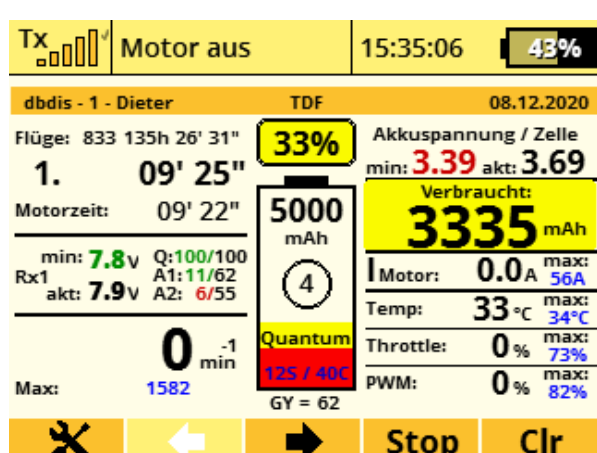 Tx Motor aus 15:35:06 43%
dbdis - 1 - Dieter TDF 08.12.2020
Flüge: 833 135h 26' 31"
1. 09' 25"
Motorzeit: 09' 22"
min: 7.8v Q:100/100
Rx1 A1:11/62
akt: 7.9v A2: 6/55
0 min -1
Max: 1582
33%
5000
mAh
4
Quantum
12S / 40C
GY = 62
Akkuspannung / Zelle
min: 3.39 akt: 3.69
Verbraucht:
3335 mAh
I Motor: 0.0A max: 56A
Temp: 33°C max: 34°C
Throttle: 0% max: 73%
PWM: 0% max: 82%
Stop Clr